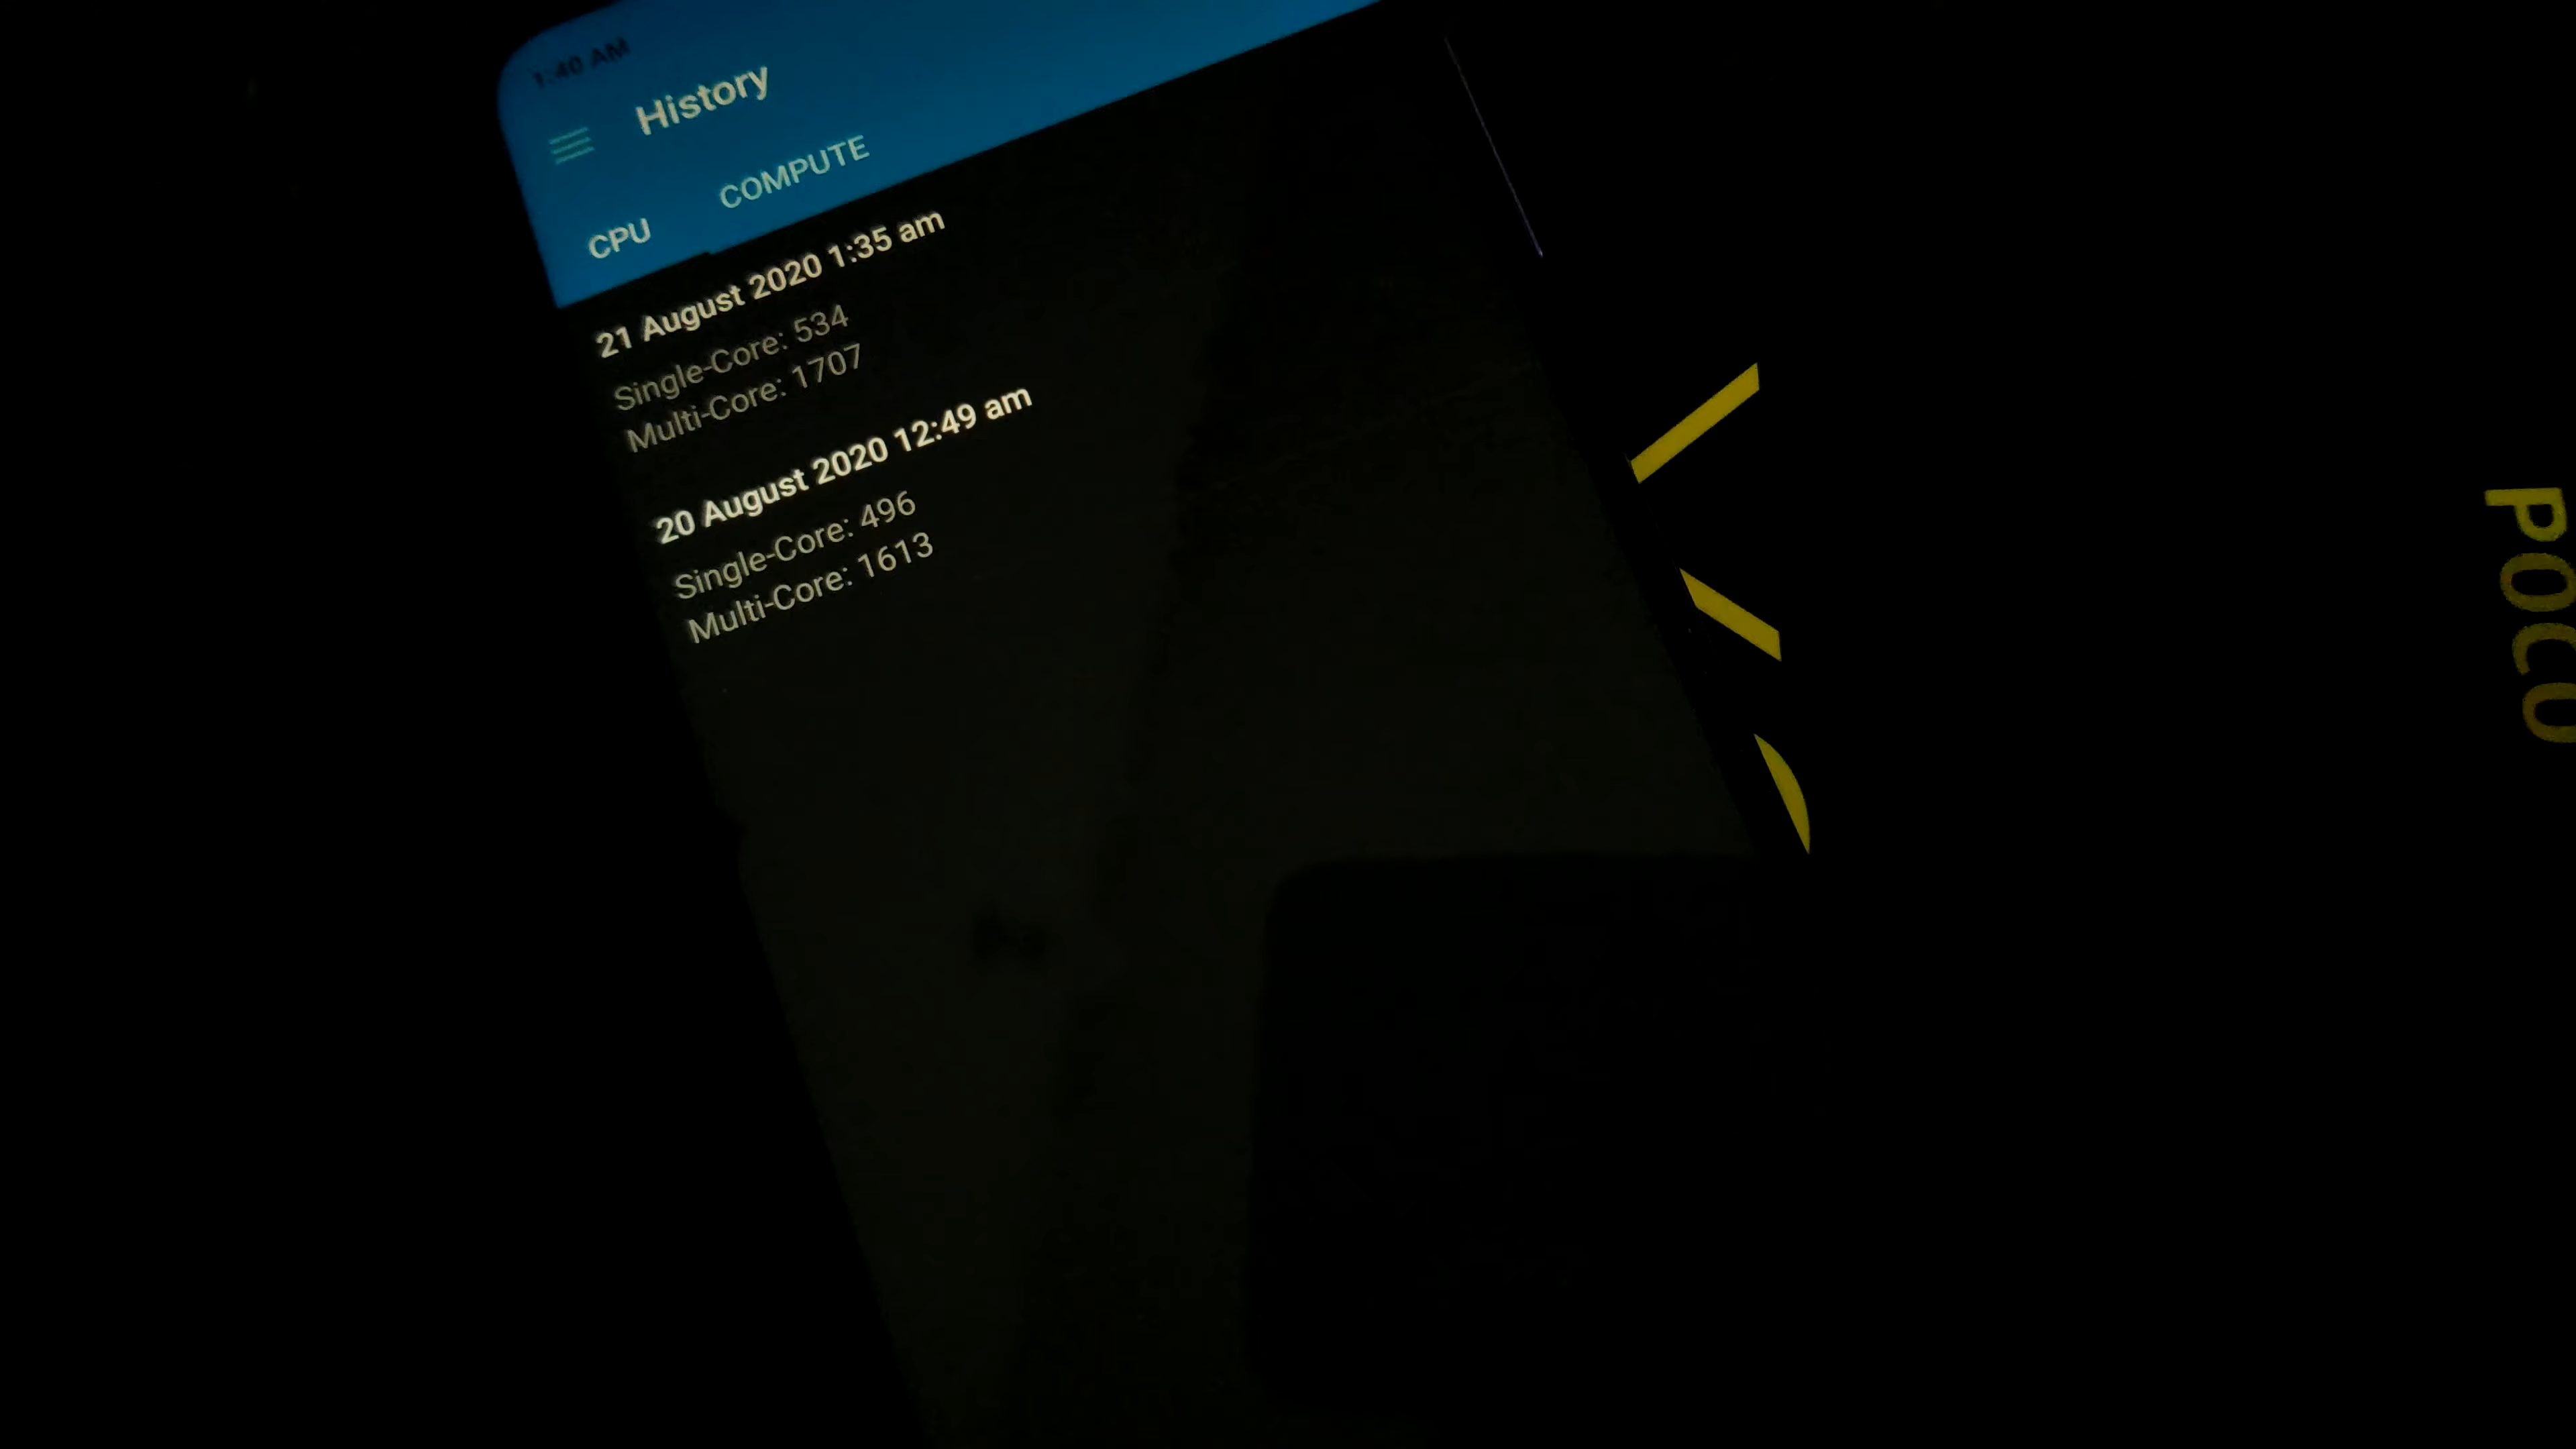 1:40 AM
History
CPU
COMPUTE
21 August 2020 1:35 am
Single-Core: 534
Multi-Core: 1707
20 August 2020 12:49 am
Single-Core: 496
Multi-Core: 1613
POCO